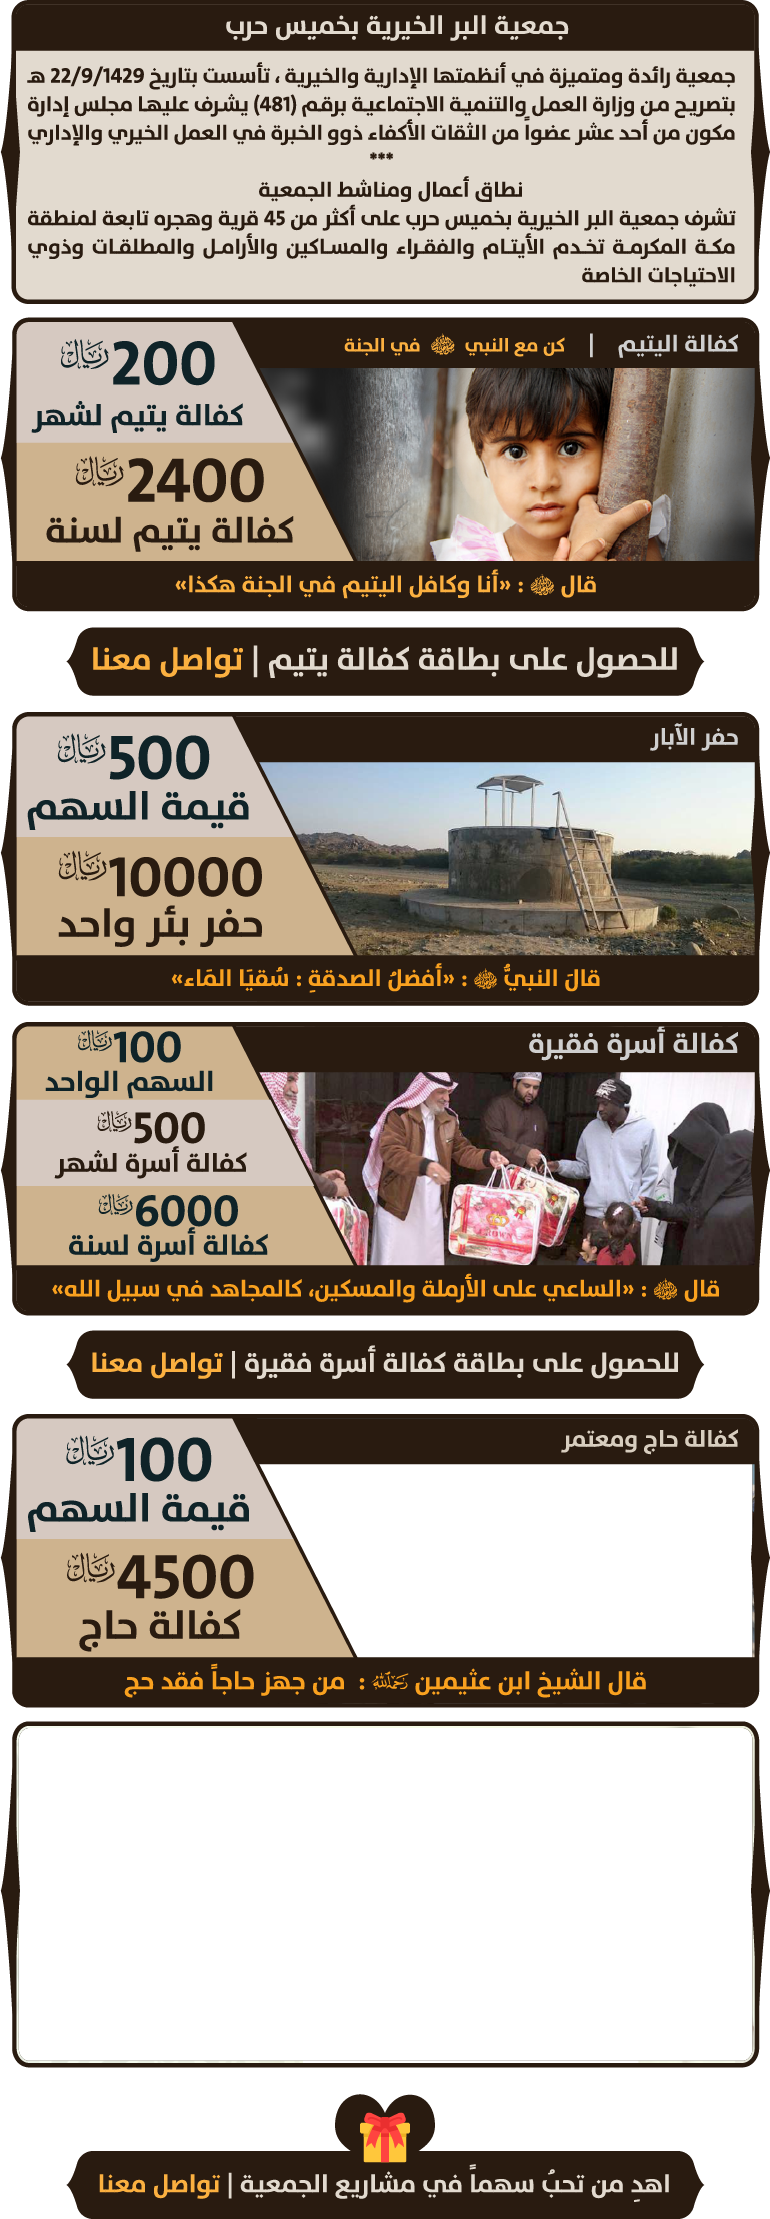 جمعية البر الخيرية بخميس حرب
جمعية رائدة ومتميزة في أنظمتها الإدارية والخيرية ، تأسست بتاريخ 22/9/1429 هـ
بتصريح من وزارة العمل والتنمية الاجتماعية برقم (481) يشرف عليها مجلس إدارة
مكون من أحد عشر عضواً من الثقات الأكفاء ذوو الخبرة في العمل الخيري والإداري
***
نطاق أعمال ومناشط الجمعية
تشرف جمعية البر الخيرية بخميس حرب على أكثر من 45 قرية وهجره تابعة لمنطقة
مكة المكرمة تخدم الأيتام والفقراء والمساكين والأرامل والمطلقات وذوي
الاحتياجات الخاصة
كفالة اليتيم | كن مع النبي ﷺ في الجنة
200 ريال
كفالة يتيم لشهر
2400 ريال
كفالة يتيم لسنة
قال ﷺ : «أنا وكافل اليتيم في الجنة هكذا»
للحصول على بطاقة كفالة يتيم | تواصل معنا
حفر الآبار
500 ريال
قيمة السهم
10000 ريال
حفر بئر واحد
قالَ النبيُّ ﷺ : «أفضلُ الصدقةِ : سُقيَا المَاء»
كفالة أسرة فقيرة
100 ريال
السهم الواحد
500 ريال
كفالة أسرة لشهر
6000 ريال
كفالة أسرة لسنة
CROWN
قال ﷺ : «الساعي على الأرملة والمسكين، كالمجاهد في سبيل الله»
للحصول على بطاقة كفالة أسرة فقيرة | تواصل معنا
كفالة حاج ومعتمر
100 ريال
قيمة السهم
4500 ريال
كفالة حاج
قال الشيخ ابن عثيمين رحمه الله : من جهز حاجاً فقد حج
اهدِ من تحبُ سهماً في مشاريع الجمعية | تواصل معنا